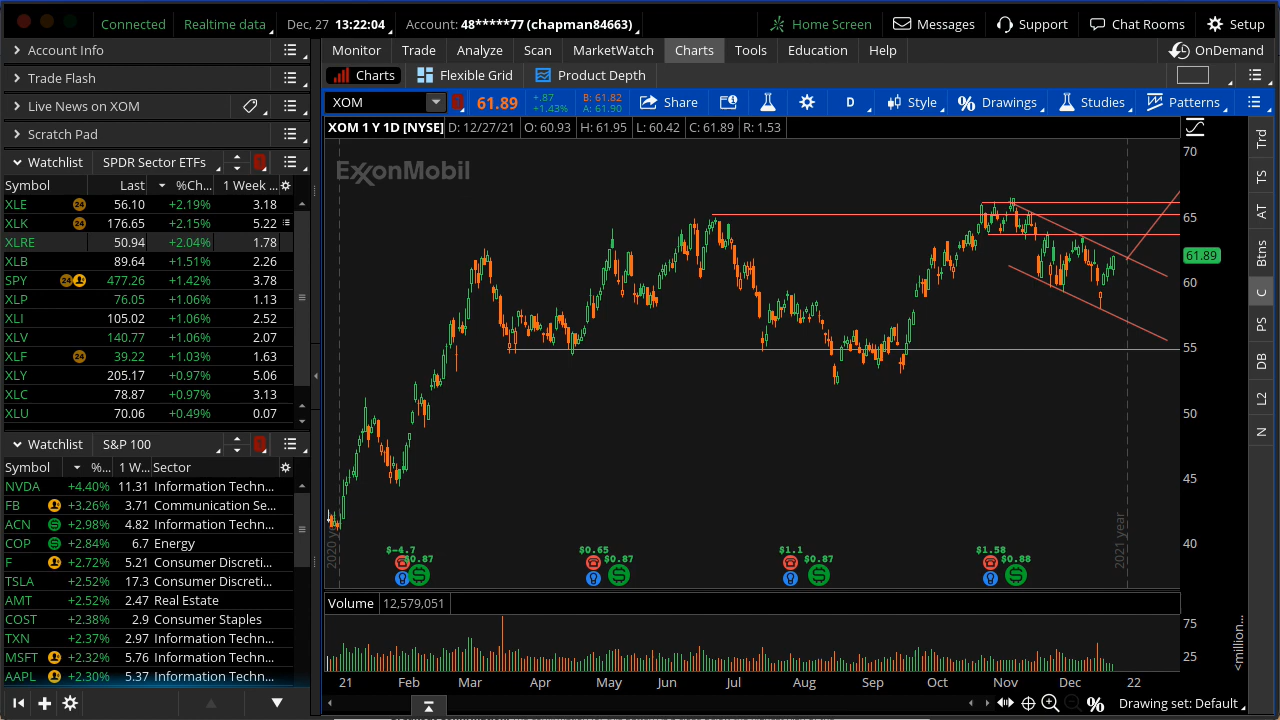 Connected Realtime data Dec, 27 13:22:04 Account: 48*****77 (chapman84663) Home Screen Messages Support Chat Rooms Setup
Account Info
Trade Flash
Live News on XOM
Scratch Pad
Watchlist SPDR Sector ETFs
Symbol Last %Ch... 1 Week ...
XLE 24 56.10 +2.19% 3.18
XLK 24 176.65 +2.15% 5.22
XLRE 50.94 +2.04% 1.78
XLB 89.64 +1.51% 2.26
SPY 24 477.26 +1.42% 3.78
XLP 76.05 +1.06% 1.13
XLI 105.02 +1.06% 2.52
XLV 140.77 +1.06% 2.07
XLF 24 39.22 +1.03% 1.63
XLY 205.17 +0.97% 5.06
XLC 78.87 +0.97% 3.13
XLU 70.06 +0.49% 0.07
Watchlist S&P 100
Symbol %... 1 W... Sector
NVDA +4.40% 11.31 Information Techn...
FB +3.26% 3.71 Communication Se...
ACN +2.98% 4.82 Information Techn...
COP +2.84% 6.7 Energy
F +2.72% 5.21 Consumer Discreti...
TSLA +2.52% 17.3 Consumer Discreti...
AMT +2.52% 2.47 Real Estate
COST +2.38% 2.9 Consumer Staples
TXN +2.37% 2.97 Information Techn...
MSFT +2.32% 5.76 Information Techn...
AAPL +2.30% 5.37 Information Techn...
Monitor Trade Analyze Scan MarketWatch Charts Tools Education Help OnDemand
Charts Flexible Grid Product Depth
XOM 61.89 +.87 +1.43% B: 61.82 A: 61.90 Share D Style % Drawings Studies Patterns
XOM 1 Y 1D [NYSE] D: 12/27/21 O: 60.93 H: 61.95 L: 60.42 C: 61.89 R: 1.53
ExxonMobil
70
65
61.89
60
55
50
45
40
2020 ye
2021 year
$-4.7 $0.87 $0.65 $0.87 $1.1 $0.87 $1.58 $0.88
Volume 12,579,051
75
25
<million...
21 Feb Mar Apr May Jun Jul Aug Sep Oct Nov Dec 22
% Drawing set: Default
Trd
TS
AT
Btns
C
PS
DB
L2
N